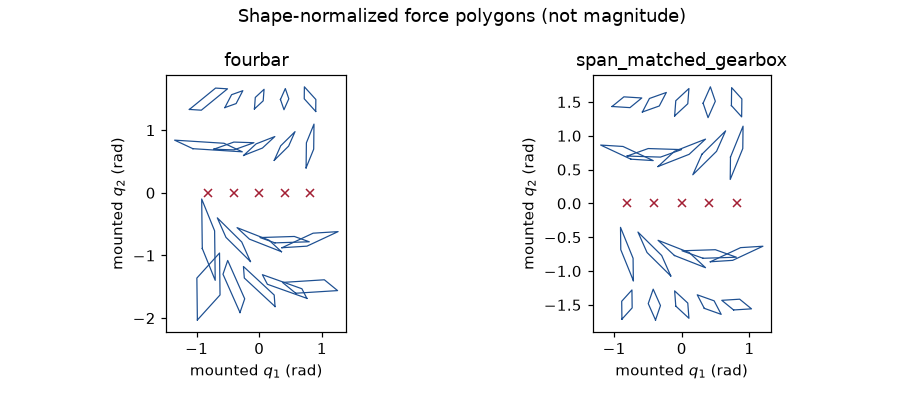 Shape-normalized force polygons (not magnitude)
fourbar
mounted q₂ (rad)
1
0
−1
−2
−1
0
1
mounted q₁ (rad)
span_matched_gearbox
mounted q₂ (rad)
1.5
1.0
0.5
0.0
−0.5
−1.0
−1.5
−1
0
1
mounted q₁ (rad)